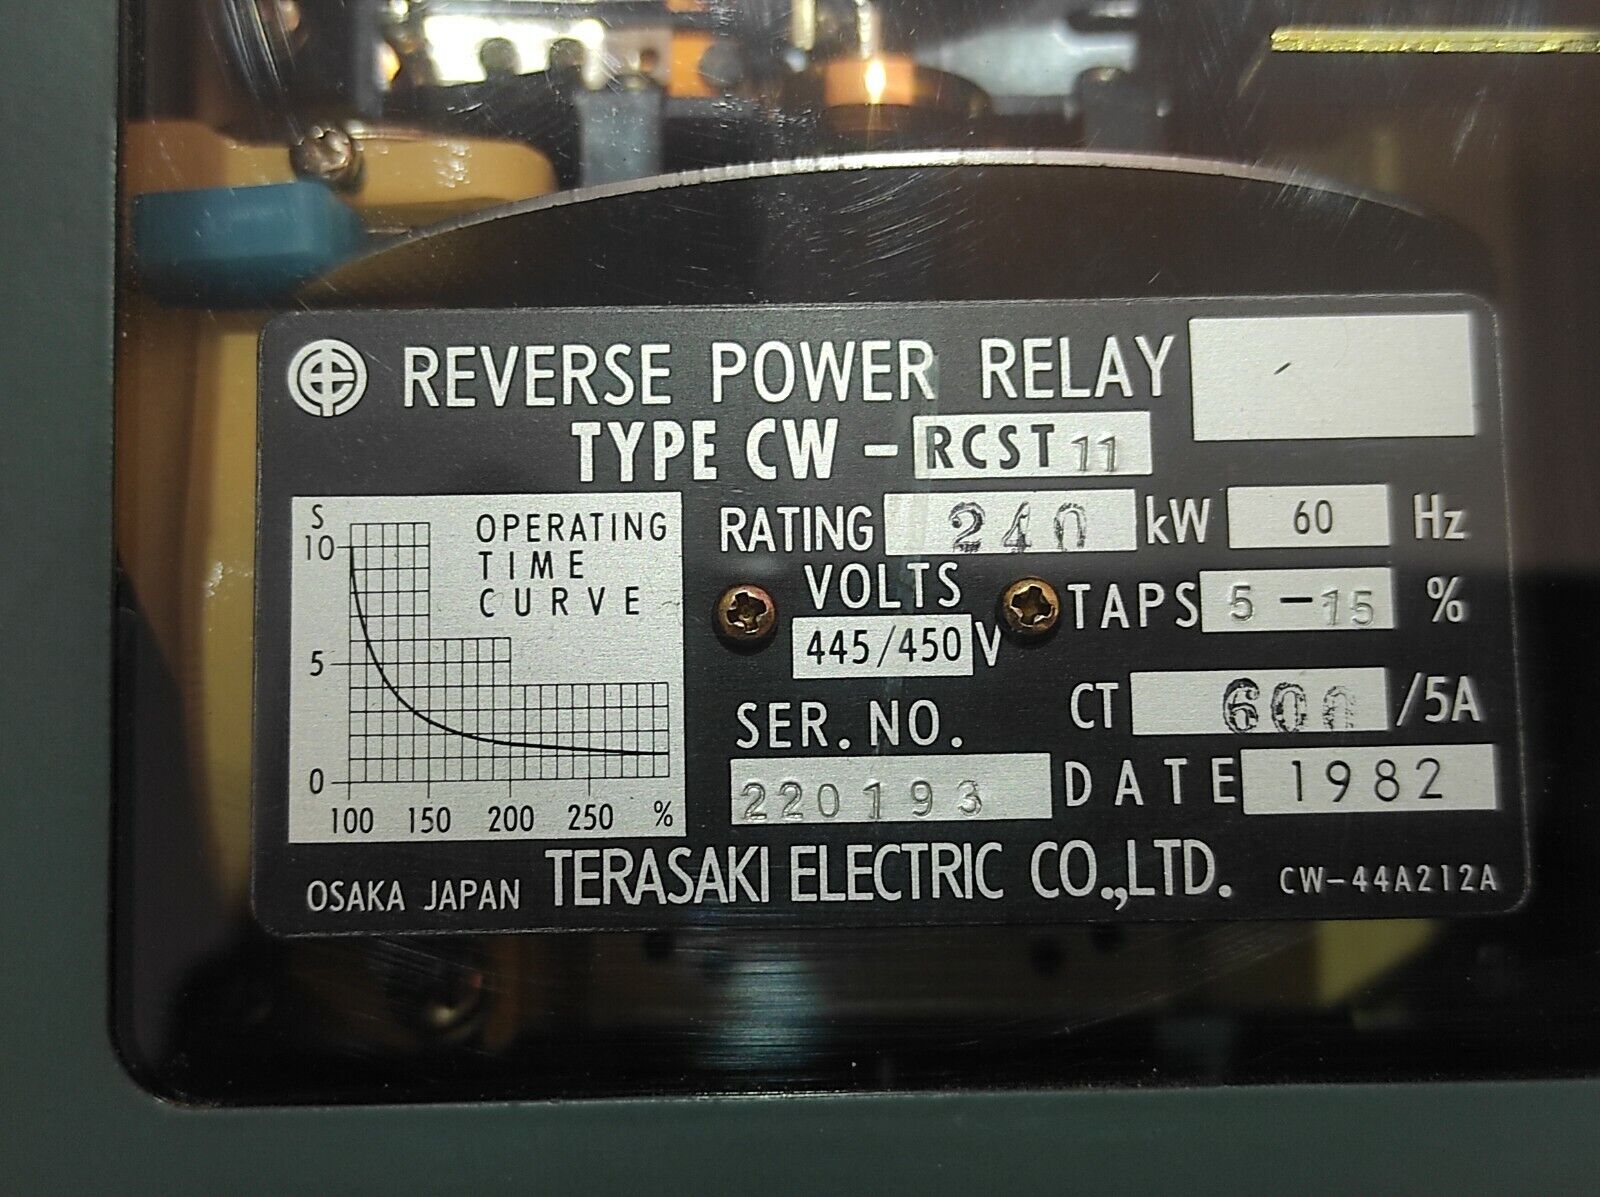 REVERSE POWER RELAY
TYPE CW-RCST 11
RATING 240 kW 60 Hz
VOLTS
445/450 V
TAPS 5-15 %
CT 600 /5A
SER. NO.
220193
DATE 1982
S
OPERATING
TIME
CURVE
10
5
0
100 150 200 250 %
OSAKA JAPAN TERASAKI ELECTRIC CO.,LTD. CW-44A212A